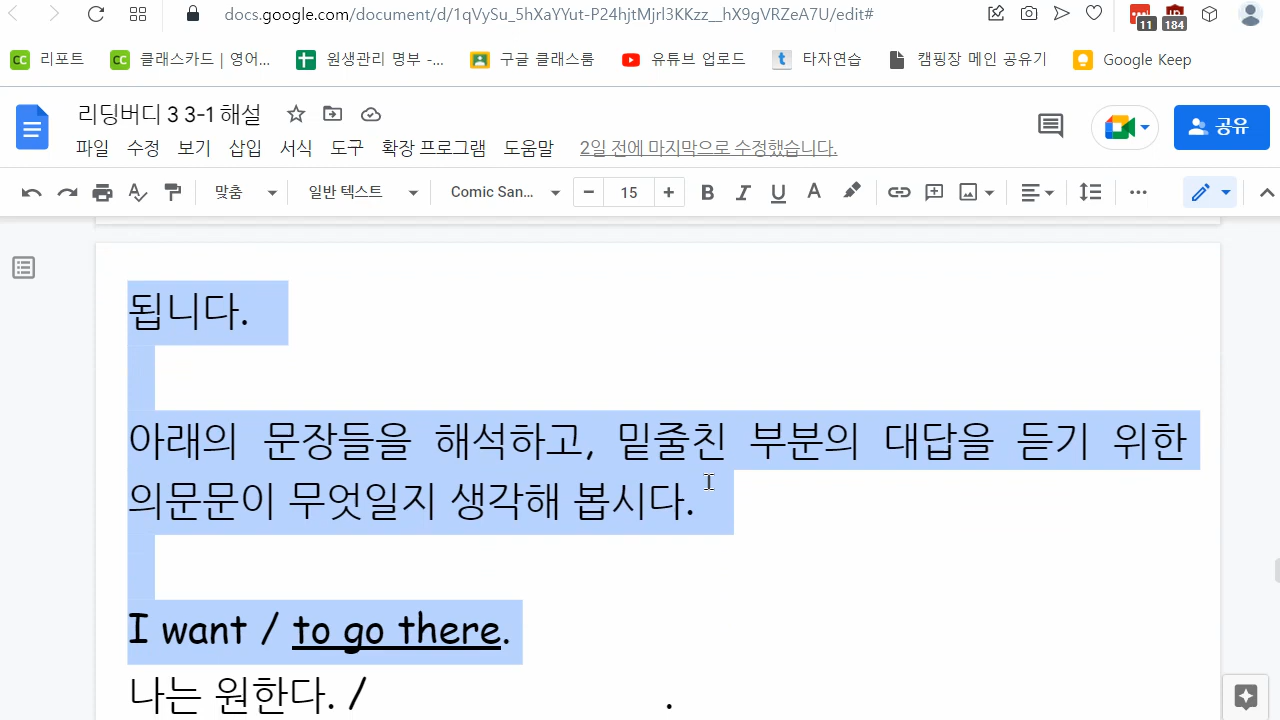 docs.google.com/document/d/1qVySu_5hXaYYut-P24hjtMjrl3KKzz__hX9gVRZeA7U/edit#
11
184
리포트
클래스카드 | 영어...
원생관리 명부 -...
구글 클래스룸
유튜브 업로드
타자연습
캠핑장 메인 공유기
Google Keep
리딩버디 3 3-1 해설
파일 수정 보기 삽입 서식 도구 확장 프로그램 도움말 2일 전에 마지막으로 수정했습니다.
공유
맞춤 일반 텍스트 Comic San... 15
됩니다.
아래의 문장들을 해석하고, 밑줄친 부분의 대답을 듣기 위한
의문문이 무엇일지 생각해 봅시다.
I want / to go there.
나는 원한다. / .